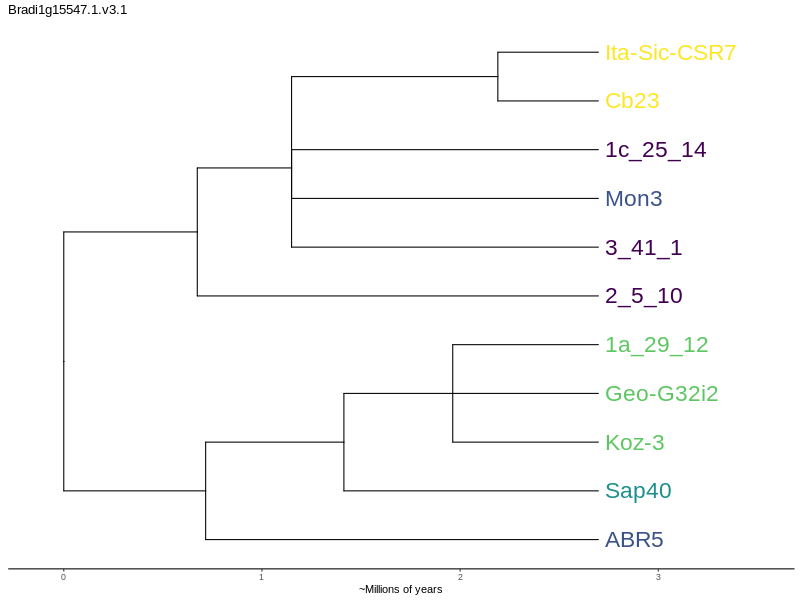 Bradi1g15547.1.v3.1
Ita-Sic-CSR7
Cb23
1c_25_14
Mon3
3_41_1
2_5_10
1a_29_12
Geo-G32i2
Koz-3
Sap40
ABR5
0 1 2 3
~Millions of years